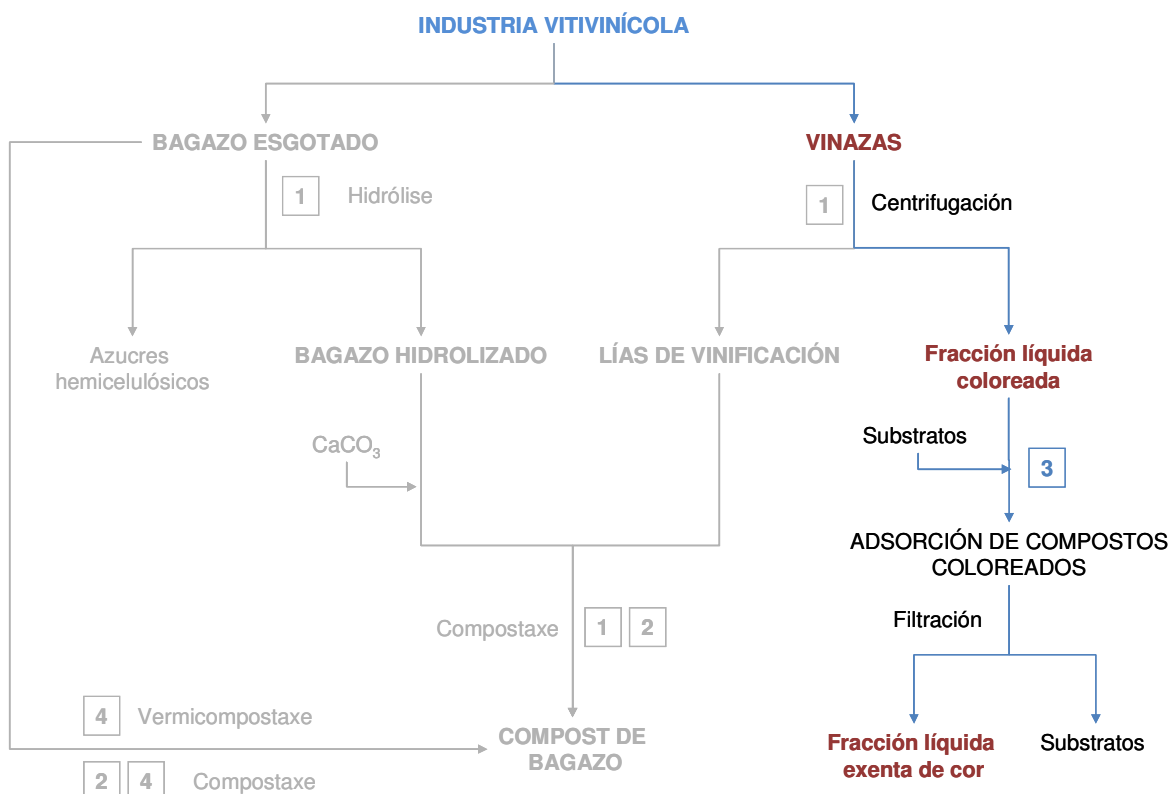 INDUSTRIA VITIVINÍCOLA
BAGAZO ESGOTADO
VINAZAS
1 Hidrólise
1 Centrifugación
Azucres
hemicelulósicos
BAGAZO HIDROLIZADO
LÍAS DE VINIFICACIÓN
Fracción líquida
coloreada
CaCO3
Substratos
3
ADSORCIÓN DE COMPOSTOS
COLOREADOS
Filtración
Compostaxe 1 2
4 Vermicompostaxe
COMPOST DE
BAGAZO
Fracción líquida
exenta de cor
Substratos
2 4 Compostaxe